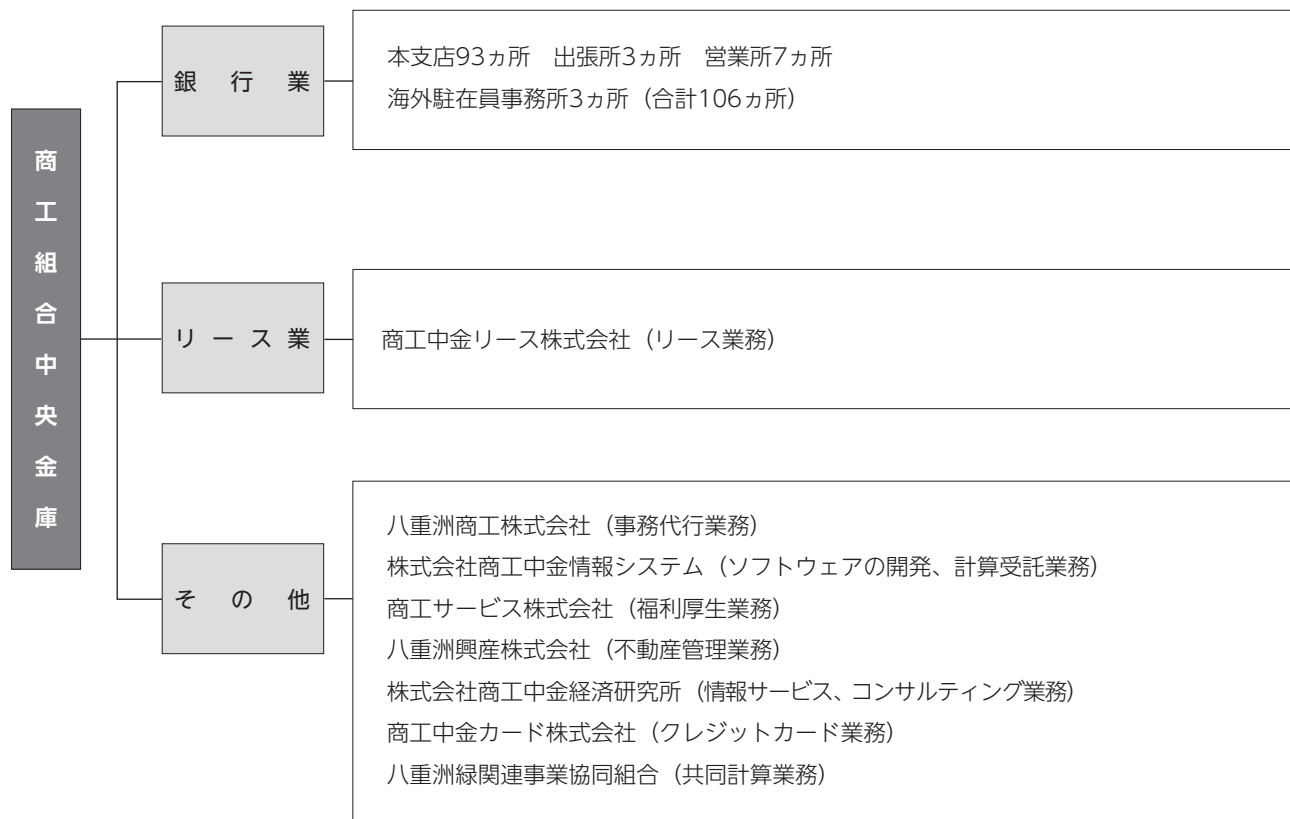 商工組合中央金庫
銀行業
本支店93ヵ所　出張所3ヵ所　営業所7ヵ所
海外駐在員事務所3ヵ所（合計106ヵ所）
リース業
商工中金リース株式会社（リース業務）
その他
八重洲商工株式会社（事務代行業務）
株式会社商工中金情報システム（ソフトウェアの開発、計算受託業務）
商工サービス株式会社（福利厚生業務）
八重洲興産株式会社（不動産管理業務）
株式会社商工中金経済研究所（情報サービス、コンサルティング業務）
商工中金カード株式会社（クレジットカード業務）
八重洲緑関連事業協同組合（共同計算業務）